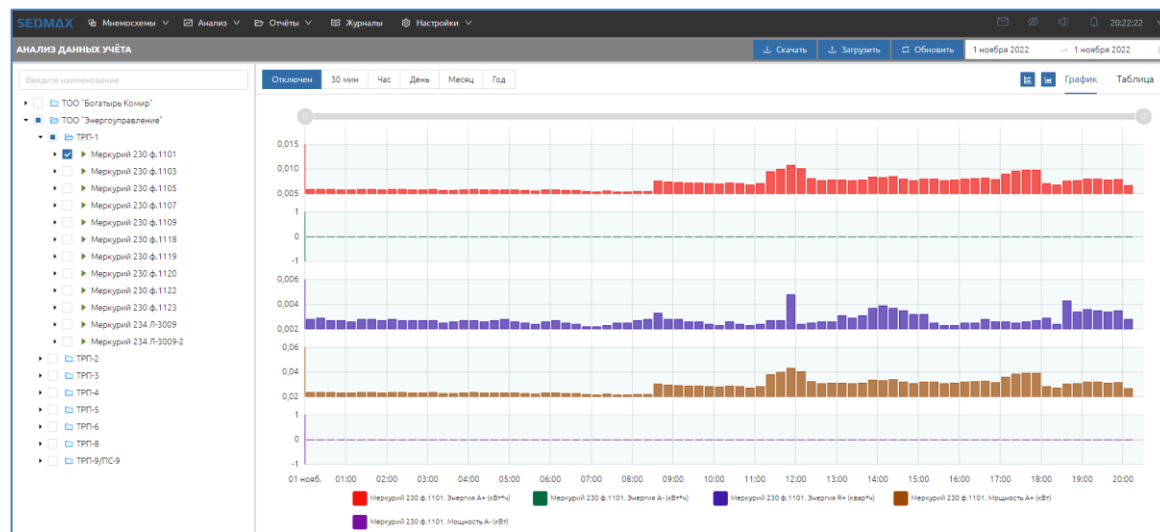 SEDMAX Мнемосхемы Анализ Отчёты Журналы Настройки 20:22:22
АНАЛИЗ ДАННЫХ УЧЁТА Скачать Загрузить Обновить 1 ноября 2022 → 1 ноября 2022
Введите наименование
Отключен 30 мин Час День Месяц Год График Таблица
ТОО "Богатырь Комир"
ТОО "Энергоуправление"
ТРП-1
Меркурий 230 ф.1101
Меркурий 230 ф.1103
Меркурий 230 ф.1105
Меркурий 230 ф.1107
Меркурий 230 ф.1109
Меркурий 230 ф.1118
Меркурий 230 ф.1119
Меркурий 230 ф.1120
Меркурий 230 ф.1122
Меркурий 230 ф.1123
Меркурий 234 Л-3009
Меркурий 234 Л-3009-2
ТРП-2
ТРП-3
ТРП-4
ТРП-5
ТРП-6
ТРП-8
ТРП-9/ПС-9
0,015
0,010
0,005
1
0
-1
0,006
0,004
0,002
0,06
0,04
0,02
1
0
-1
01 нояб. 01:00 02:00 03:00 04:00 05:00 06:00 07:00 08:00 09:00 10:00 11:00 12:00 13:00 14:00 15:00 16:00 17:00 18:00 19:00 20:00
Меркурий 230 ф.1101. Энергия A+ (кВт*ч) Меркурий 230 ф.1101. Энергия A- (кВт*ч) Меркурий 230 ф.1101. Энергия R+ (квар*ч) Меркурий 230 ф.1101. Мощность A+ (кВт)
Меркурий 230 ф.1101. Мощность A- (кВт)